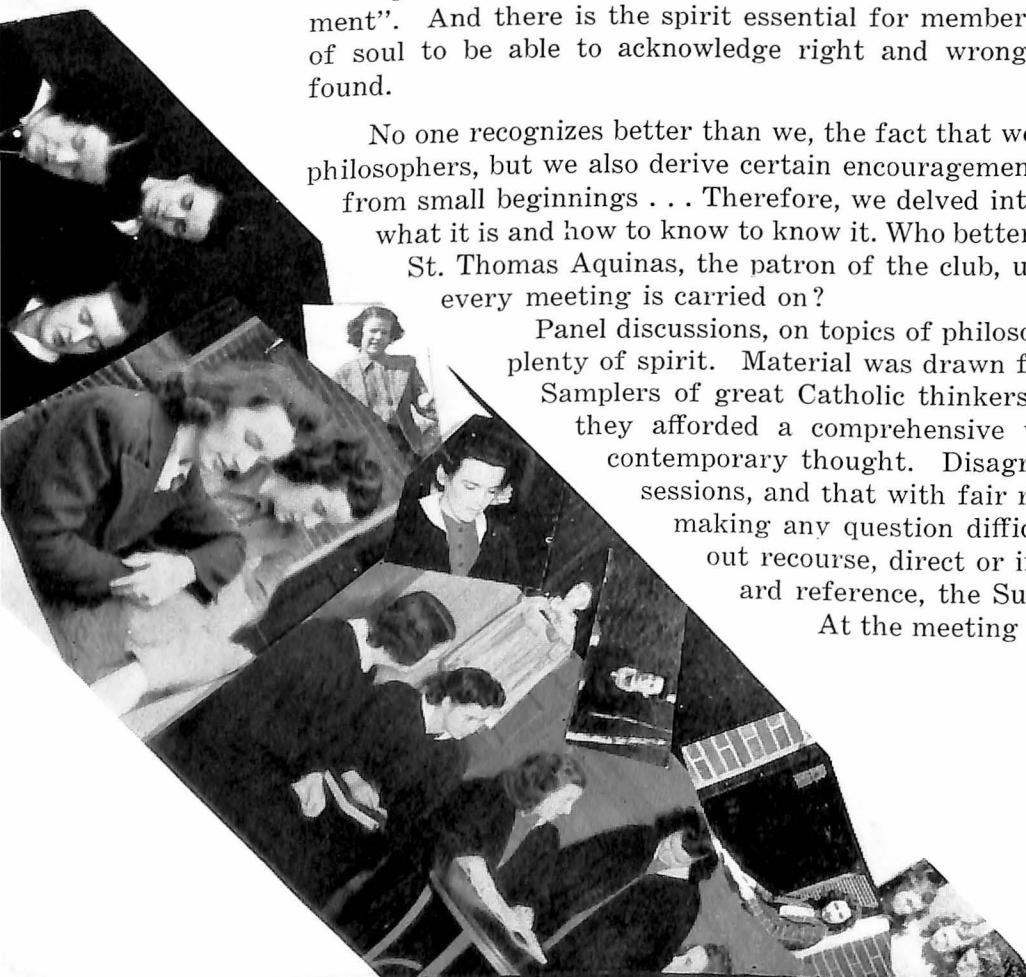 ment”. And there is the spirit essential for member
of soul to be able to acknowledge right and wrong
found.
No one recognizes better than we, the fact that we
philosophers, but we also derive certain encouragemen
from small beginnings . . . Therefore, we delved int
what it is and how to know to know it. Who better
St. Thomas Aquinas, the patron of the club, u
every meeting is carried on?
Panel discussions, on topics of philoso
plenty of spirit. Material was drawn f
Samplers of great Catholic thinkers
they afforded a comprehensive
contemporary thought. Disagr
sessions, and that with fair r
making any question diffic
out recourse, direct or i
ard reference, the Su
At the meeting